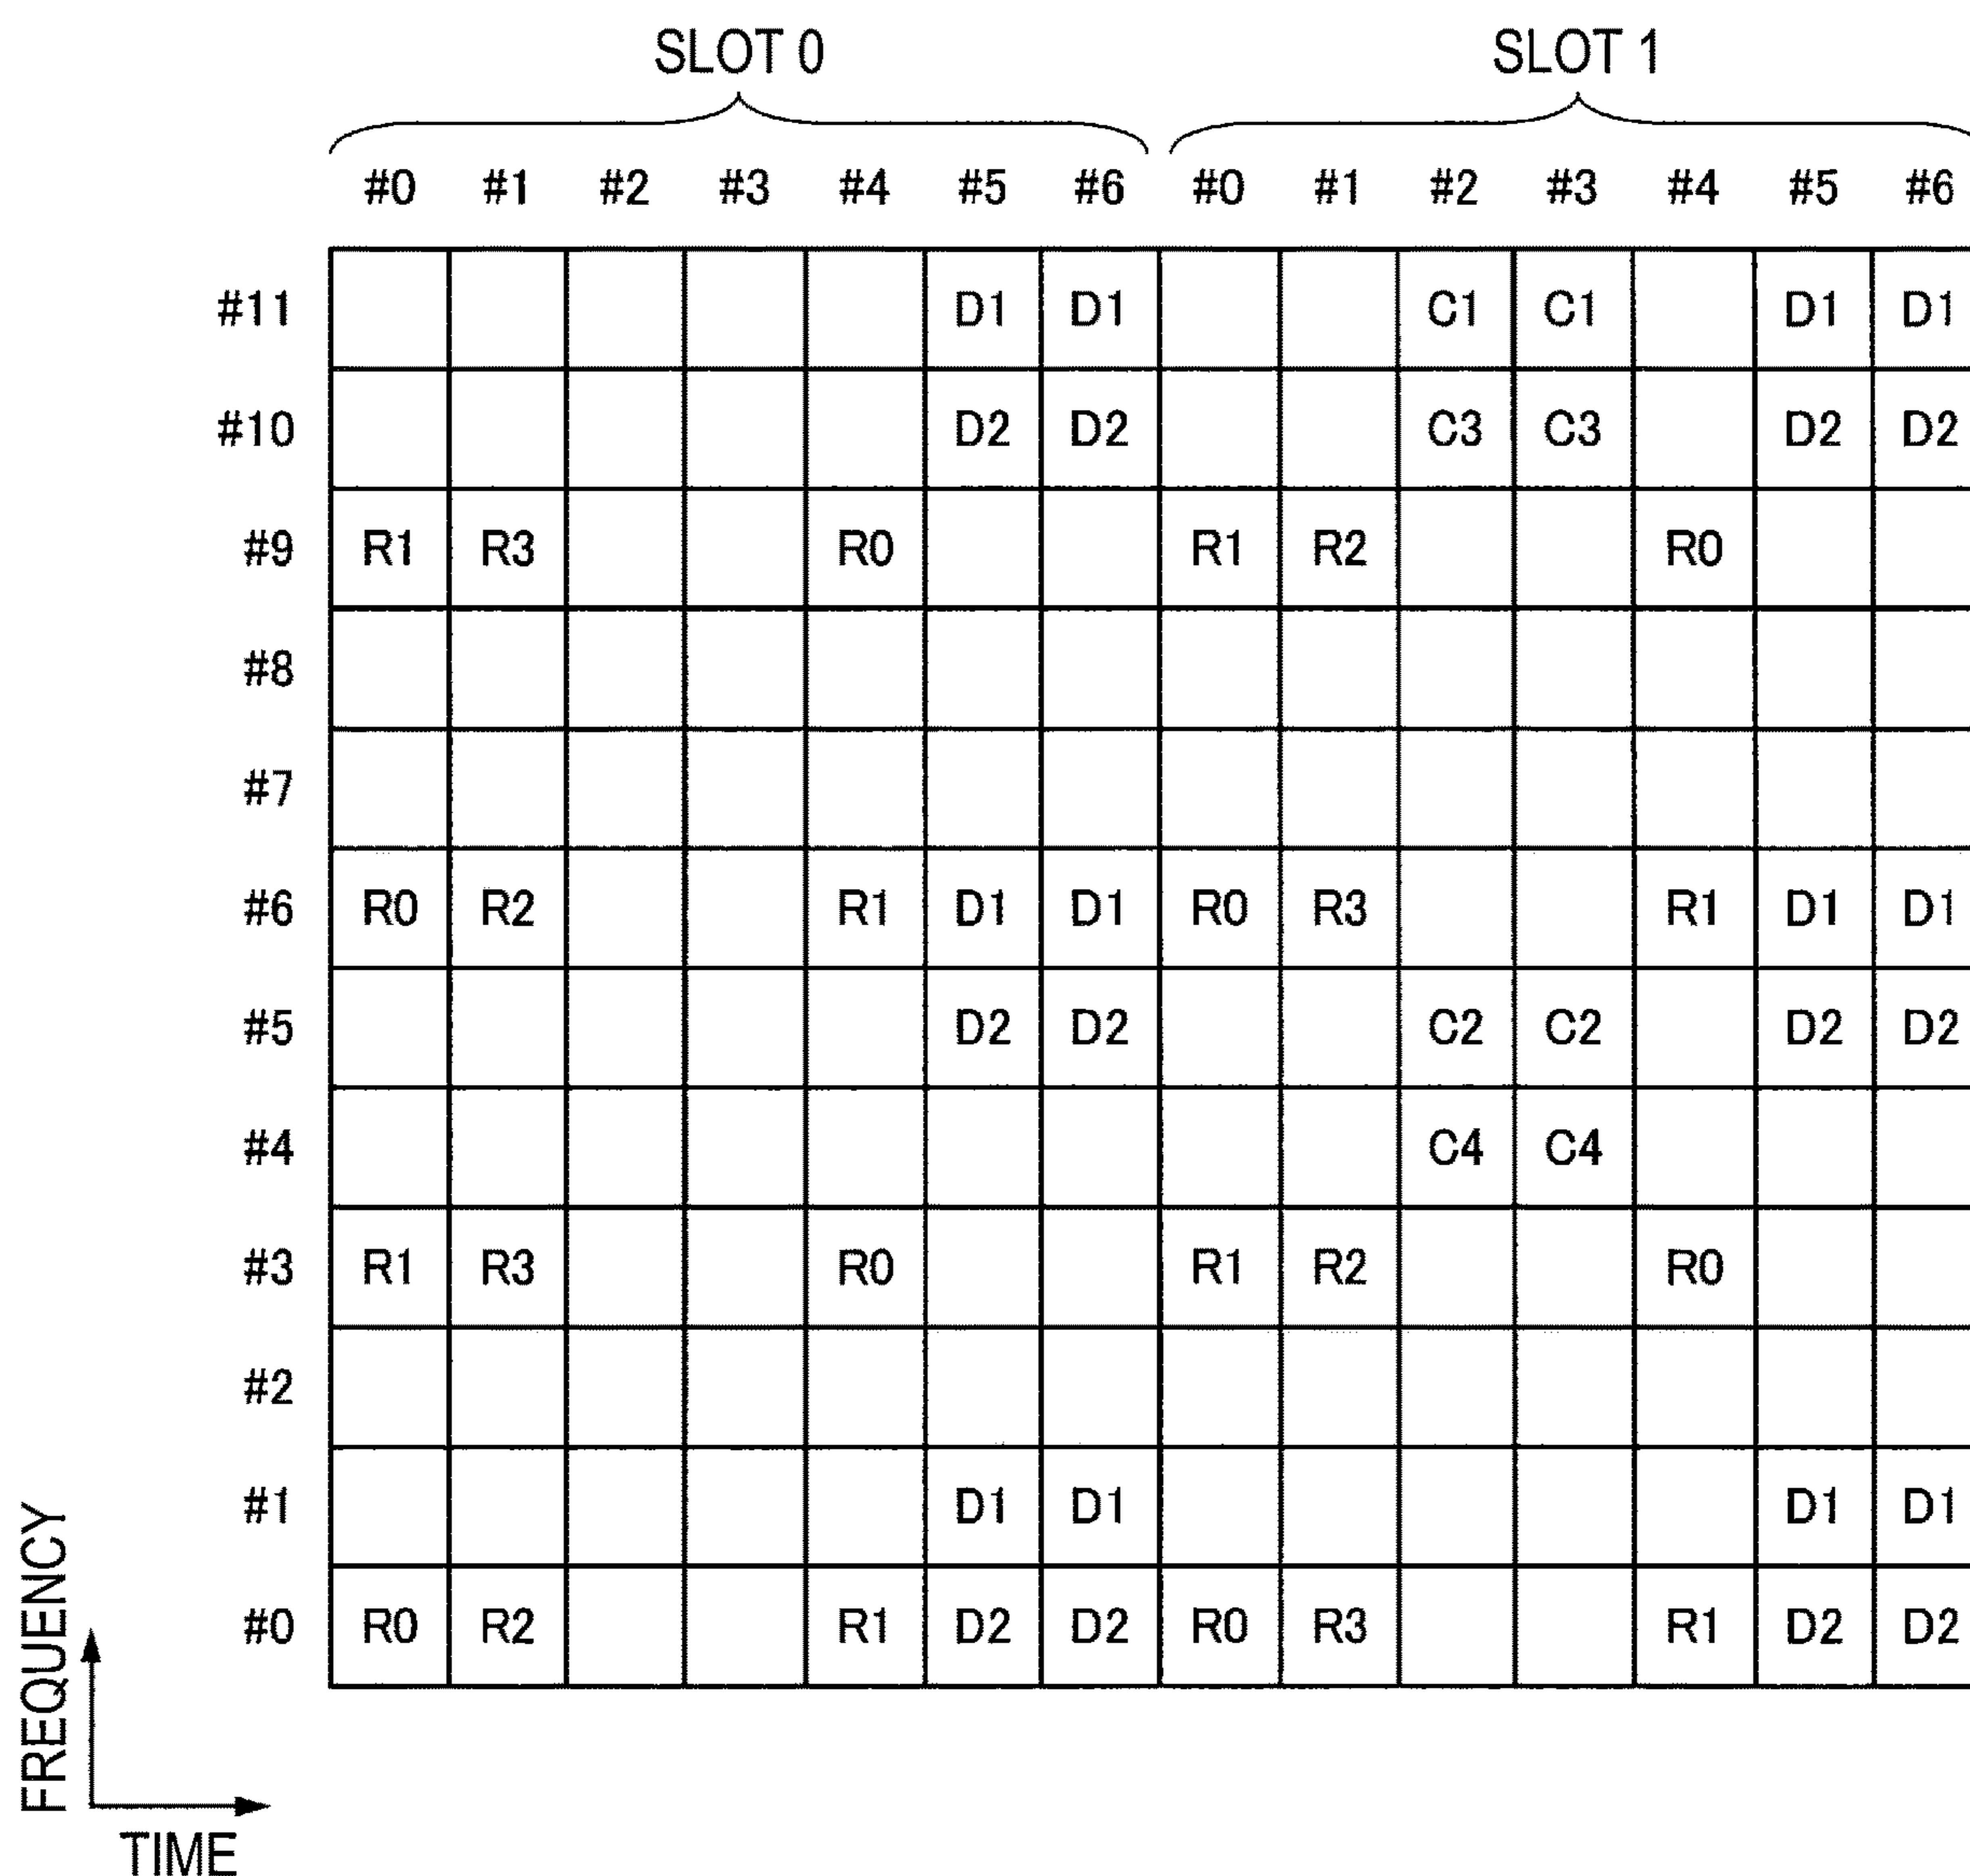 SLOT 0 SLOT 1
#0 #1 #2 #3 #4 #5 #6 #0 #1 #2 #3 #4 #5 #6
#11 D1 D1 C1 C1 D1 D1
#10 D2 D2 C3 C3 D2 D2
#9 R1 R3 R0 R1 R2 R0
#8
#7
#6 R0 R2 R1 D1 D1 R0 R3 R1 D1 D1
#5 D2 D2 C2 C2 D2 D2
#4 C4 C4
#3 R1 R3 R0 R1 R2 R0
#2
#1 D1 D1 D1 D1
#0 R0 R2 R1 D2 D2 R0 R3 R1 D2 D2
FREQUENCY
TIME